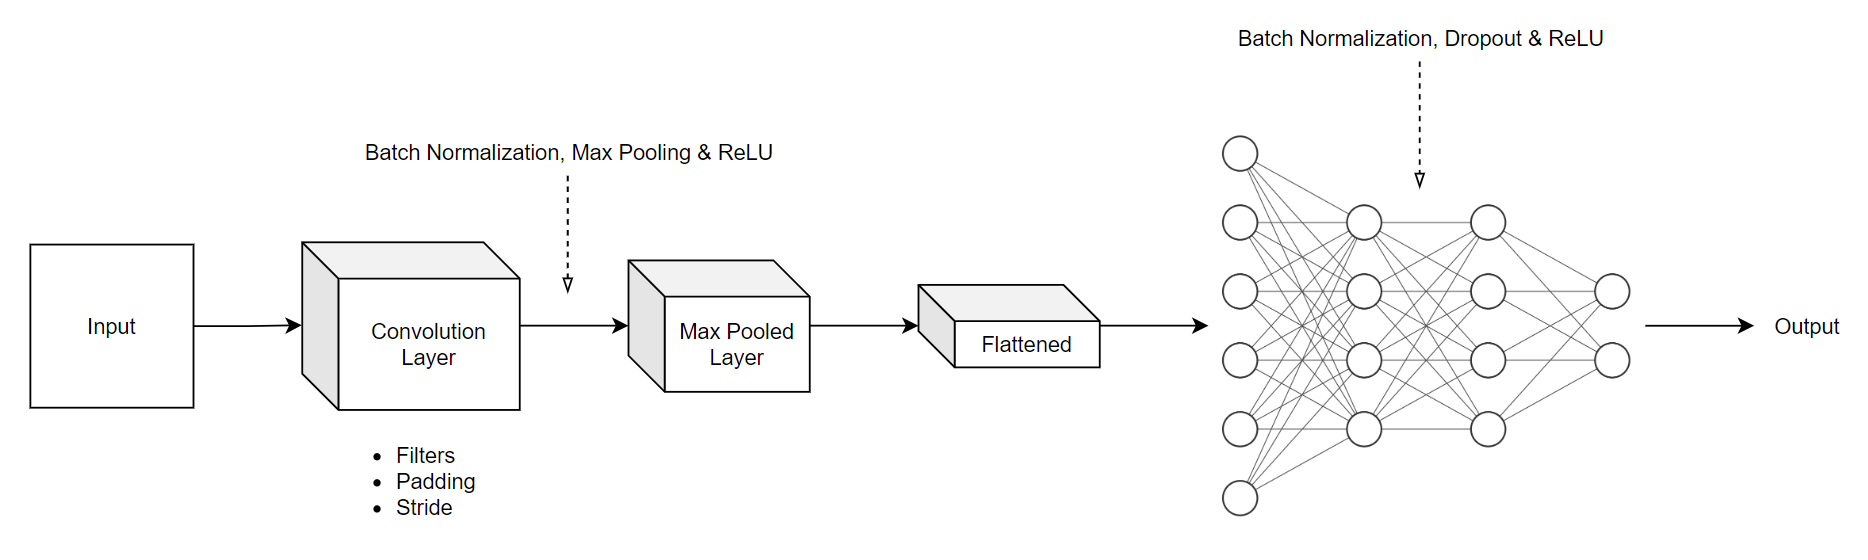 Batch Normalization, Dropout & ReLU
Batch Normalization, Max Pooling & ReLU
Input
Convolution
Layer
Max Pooled
Layer
Flattened
Output
Filters
Padding
Stride